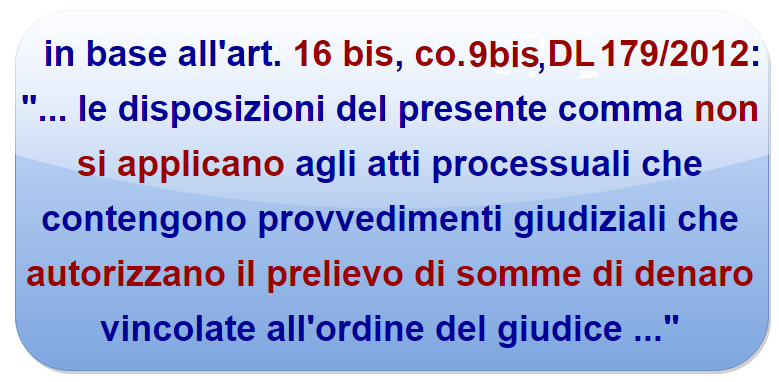 in base all'art. 16 bis, co.9bis,DL 179/2012:
"... le disposizioni del presente comma non
si applicano agli atti processuali che
contengono provvedimenti giudiziali che
autorizzano il prelievo di somme di denaro
vincolate all'ordine del giudice ..."